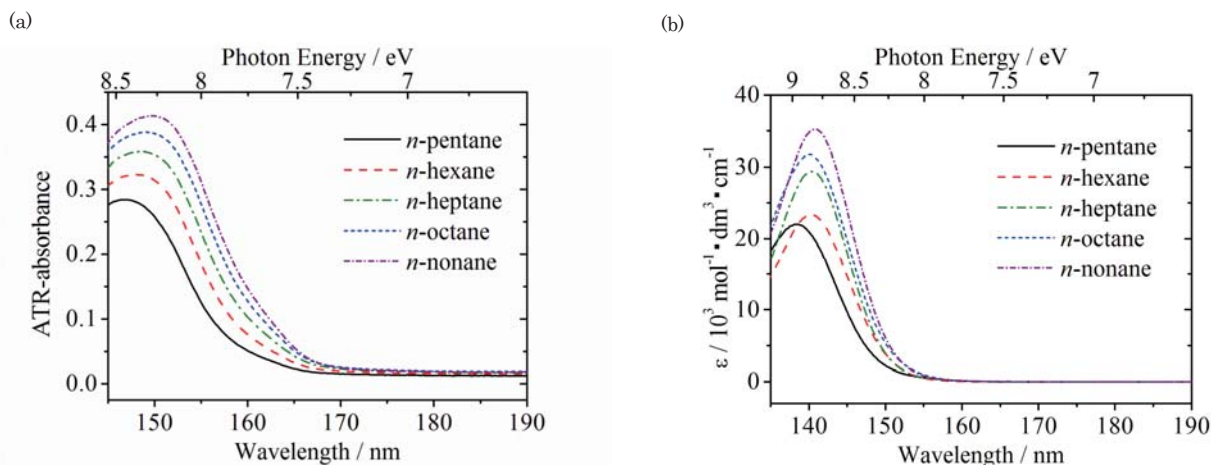 (a)
Photon Energy / eV
8.5 8 7.5 7
0.4
0.3
0.2
0.1
0.0
ATR-absorbance
n-pentane
n-hexane
n-heptane
n-octane
n-nonane
150 160 170 180 190
Wavelength / nm
(b)
Photon Energy / eV
9 8.5 8 7.5 7
40
30
20
10
0
ε / 10³ mol⁻¹▪dm³▪cm⁻¹
n-pentane
n-hexane
n-heptane
n-octane
n-nonane
140 150 160 170 180 190
Wavelength / nm